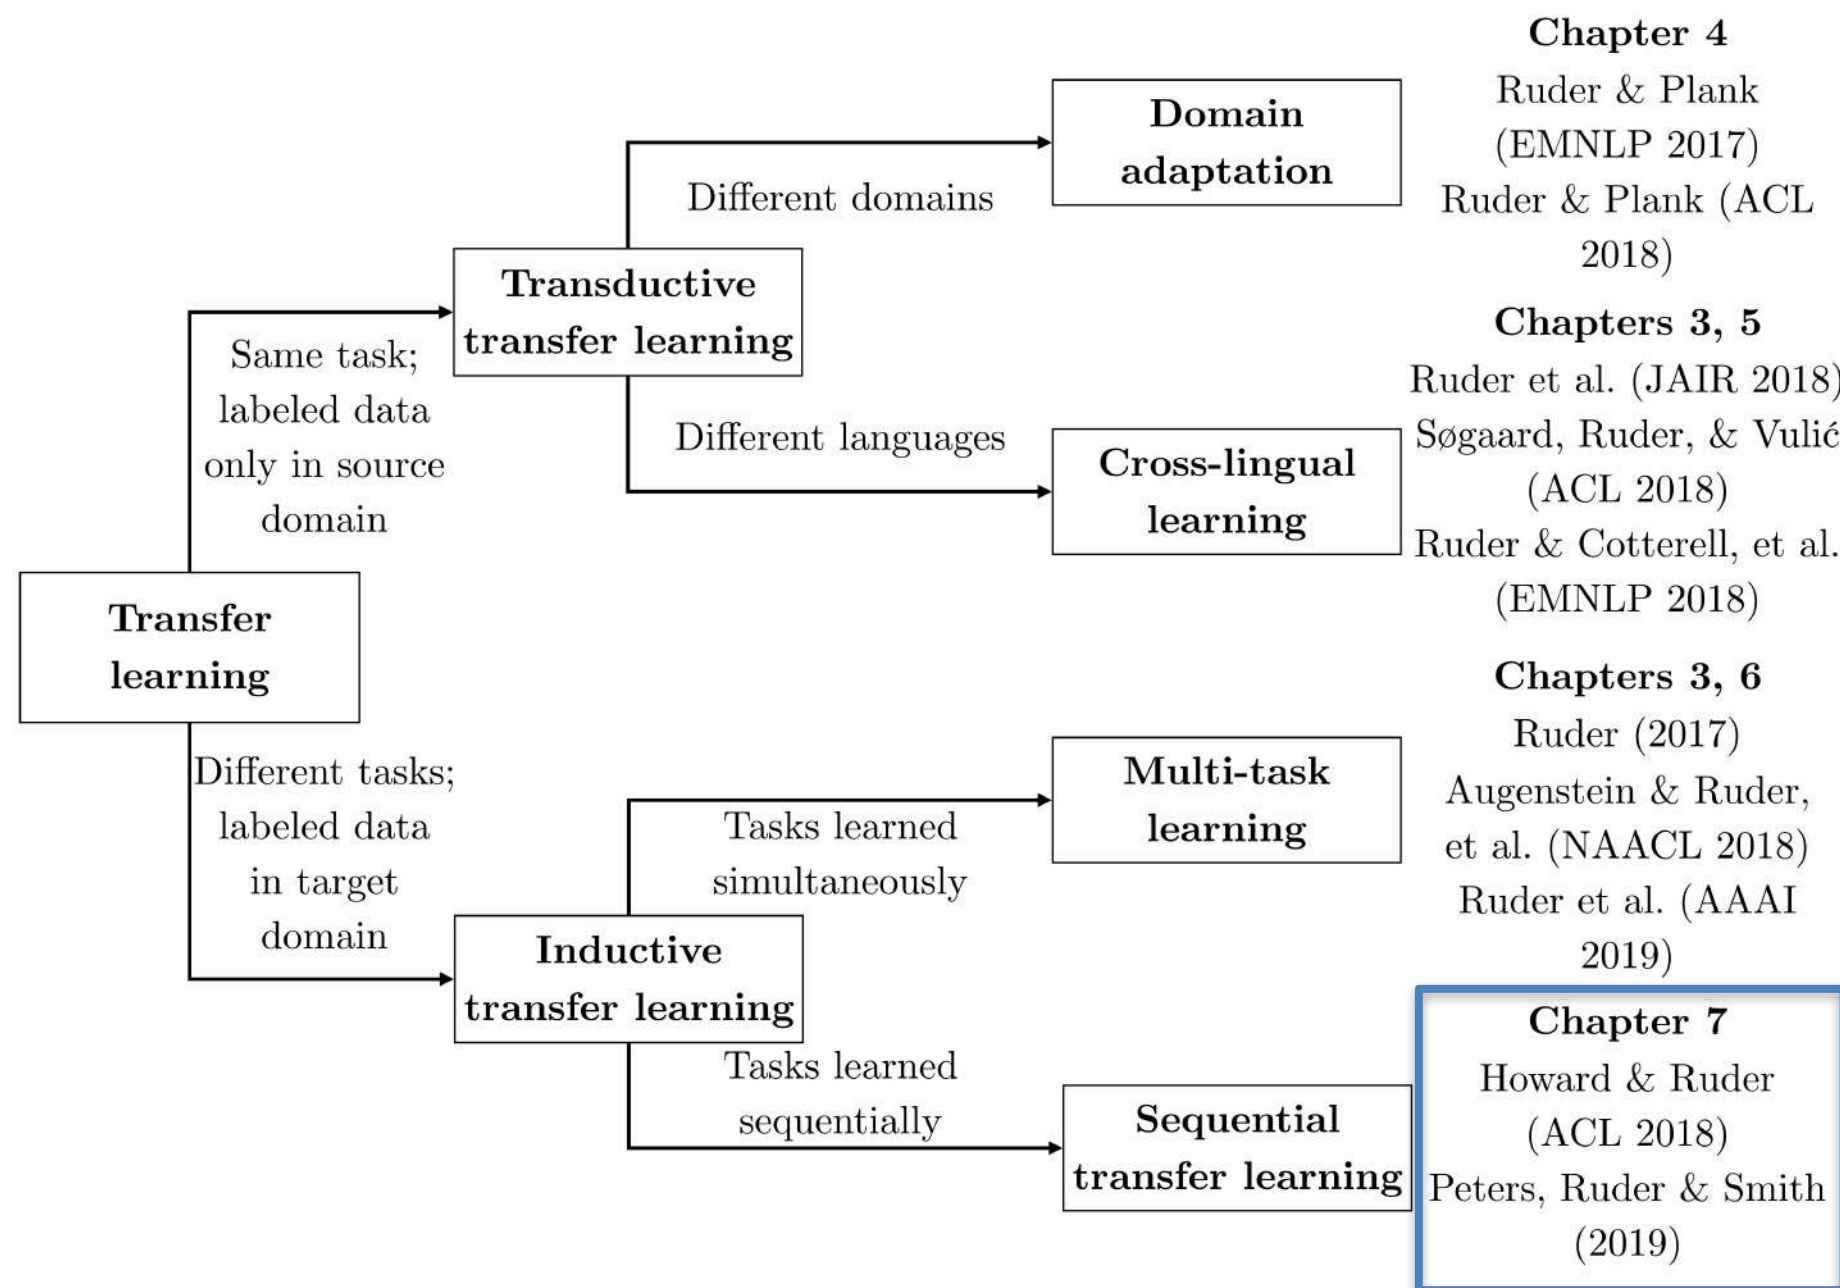 Chapter 4
Ruder & Plank
(EMNLP 2017)
Ruder & Plank (ACL
2018)
Domain
adaptation
Different domains
Transductive
transfer learning
Same task;
labeled data
only in source
domain
Different languages
Cross-lingual
learning
Chapters 3, 5
Ruder et al. (JAIR 2018)
Søgaard, Ruder, & Vulić
(ACL 2018)
Ruder & Cotterell, et al.
(EMNLP 2018)
Transfer
learning
Different tasks;
labeled data
in target
domain
Inductive
transfer learning
Tasks learned
simultaneously
Multi-task
learning
Chapters 3, 6
Ruder (2017)
Augenstein & Ruder,
et al. (NAACL 2018)
Ruder et al. (AAAI
2019)
Tasks learned
sequentially
Sequential
transfer learning
Chapter 7
Howard & Ruder
(ACL 2018)
Peters, Ruder & Smith
(2019)